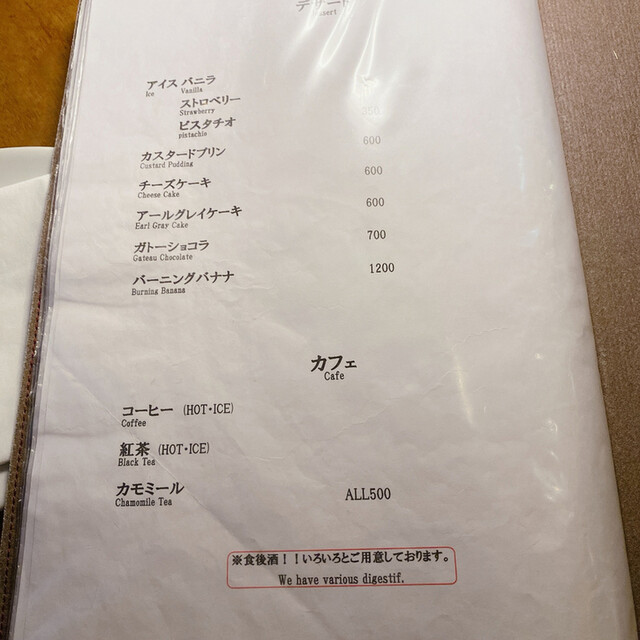 デザート
アイス バニラ
Ice Vanilla
ストロベリー
Strawberry
ピスタチオ
pistachio
カスタードプリン 600
Custard Pudding
チーズケーキ 600
Cheese Cake
アールグレイケーキ 600
Earl Gray Cake
ガトーショコラ 700
Gateau Chocolate
バーニングバナナ 1200
Burning Banana
カフェ
Cafe
コーヒー (HOT・ICE)
Coffee
紅茶 (HOT・ICE)
Black Tea
カモミール ALL500
Chamomile Tea
※食後酒!!いろいろとご用意しております。
We have various digestif.